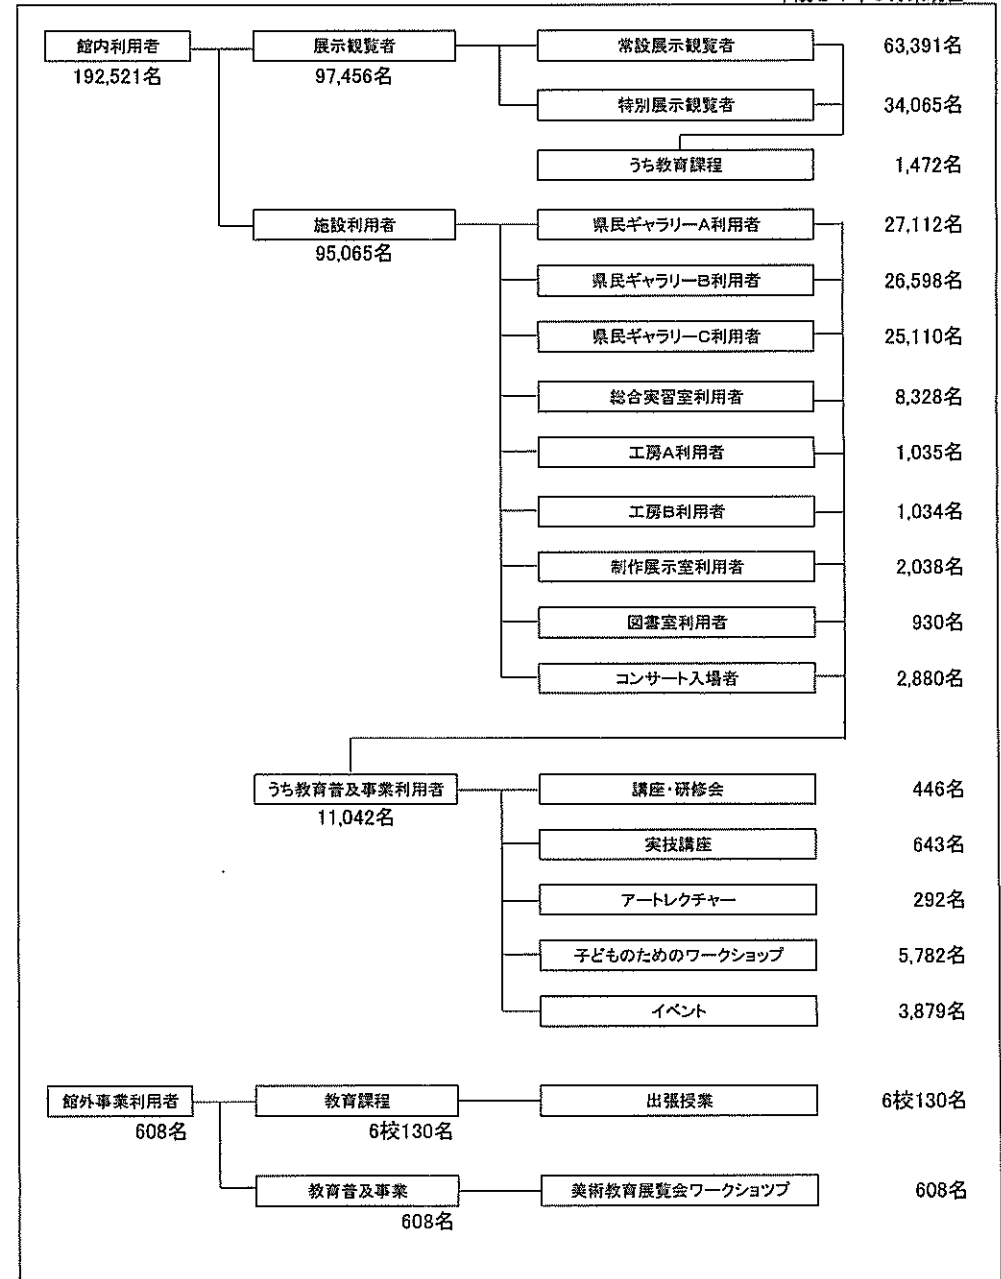 館内利用者 展示観覧者 常設展示観覧者 63,391名
192,521名 97,456名
特別展示観覧者 34,065名
うち教育課程 1,472名
施設利用者 県民ギャラリーA利用者 27,112名
95,065名
県民ギャラリーB利用者 26,598名
県民ギャラリーC利用者 25,110名
総合実習室利用者 8,328名
工房A利用者 1,035名
工房B利用者 1,034名
制作展示室利用者 2,038名
図書室利用者 930名
コンサート入場者 2,880名
うち教育普及事業利用者 講座・研修会 446名
11,042名
実技講座 643名
アートレクチャー 292名
子どものためのワークショップ 5,782名
イベント 3,879名
館外事業利用者 教育課程 出張授業 6校130名
608名 6校130名
教育普及事業 美術教育展覧会ワークショツプ 608名
608名